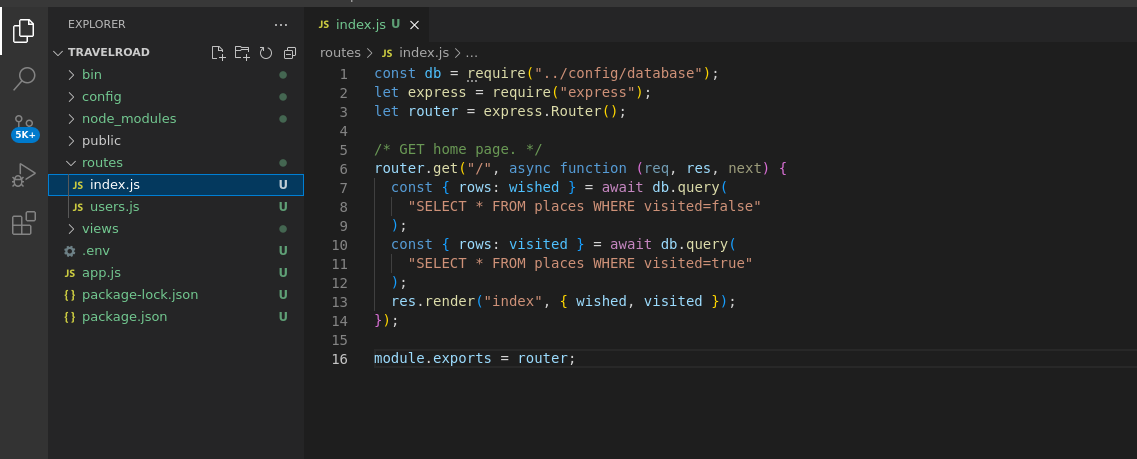 EXPLORER ...
TRAVELROAD
bin
config
node_modules
public
routes
JS index.js U
JS users.js U
views
.env U
JS app.js U
{} package-lock.json U
{} package.json U
5K+
JS index.js U
routes > JS index.js > ...
1 const db = require("../config/database");
2 let express = require("express");
3 let router = express.Router();
4
5 /* GET home page. */
6 router.get("/", async function (req, res, next) {
7 const { rows: wished } = await db.query(
8 "SELECT * FROM places WHERE visited=false"
9 );
10 const { rows: visited } = await db.query(
11 "SELECT * FROM places WHERE visited=true"
12 );
13 res.render("index", { wished, visited });
14 });
15
16 module.exports = router;